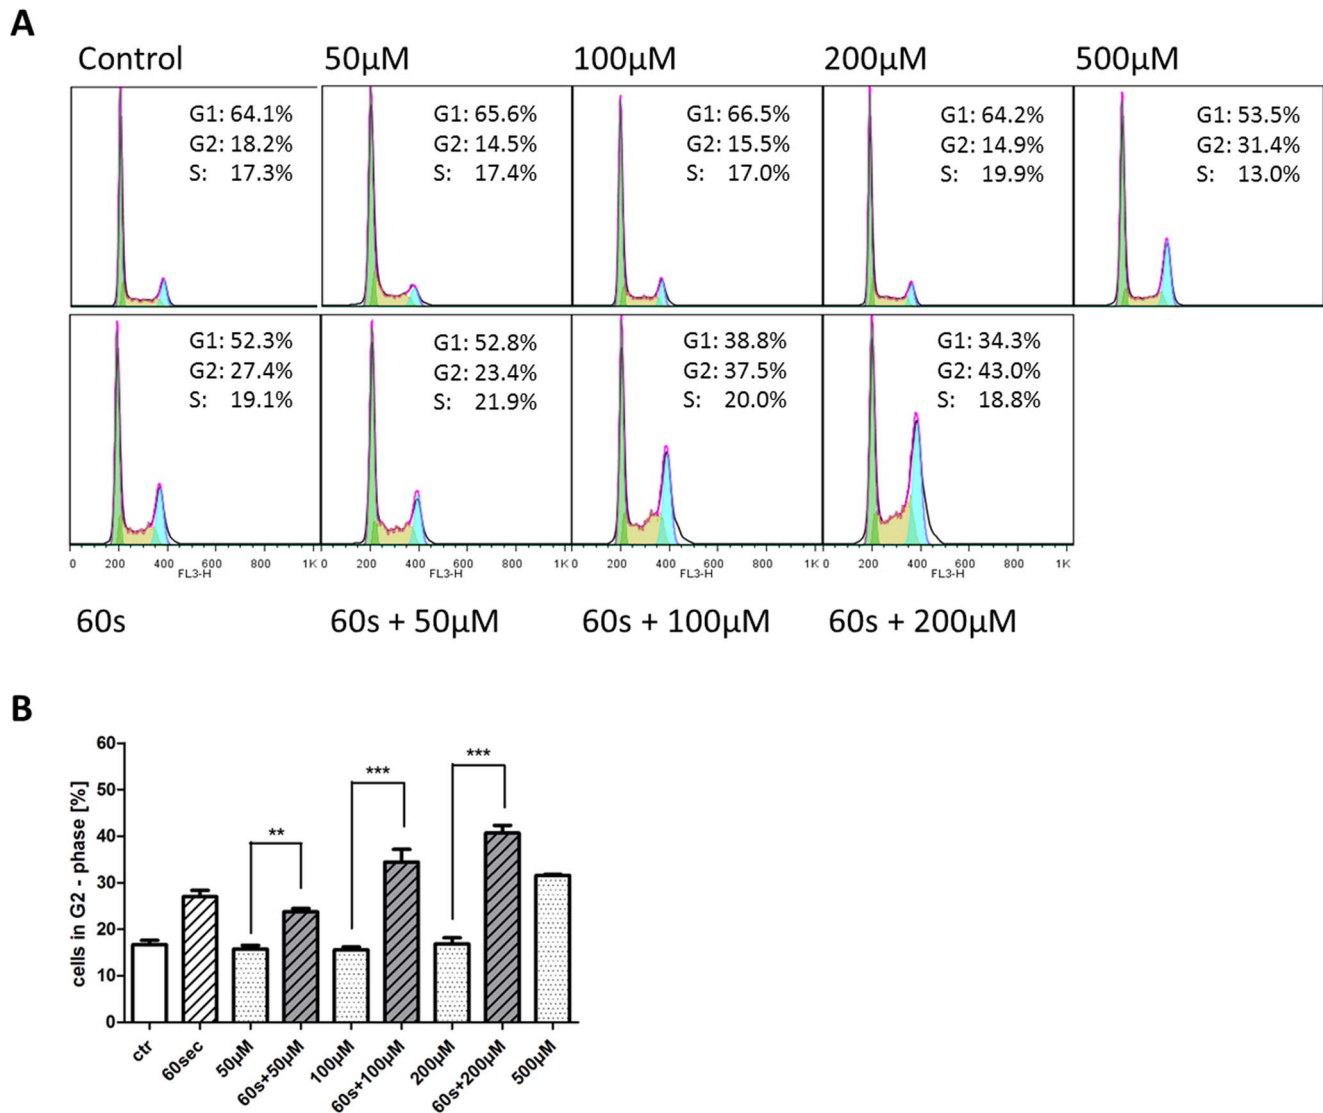 A
Control
50µM
100µM
200µM
500µM
G1: 64.1%
G2: 18.2%
S: 17.3%
G1: 65.6%
G2: 14.5%
S: 17.4%
G1: 66.5%
G2: 15.5%
S: 17.0%
G1: 64.2%
G2: 14.9%
S: 19.9%
G1: 53.5%
G2: 31.4%
S: 13.0%
G1: 52.3%
G2: 27.4%
S: 19.1%
G1: 52.8%
G2: 23.4%
S: 21.9%
G1: 38.8%
G2: 37.5%
S: 20.0%
G1: 34.3%
G2: 43.0%
S: 18.8%
0 200 400 600 800 1K
FL3-H
0 200 400 600 800 1K
FL3-H
0 200 400 600 800 1K
FL3-H
0 200 400 600 800 1K
FL3-H
60s
60s + 50µM
60s + 100µM
60s + 200µM
B
cells in G2 - phase [%]
60
50
40
30
20
10
0
**
***
***
ctr
60sec
50µM
60s+50µM
100µM
60s+100µM
200µM
60s+200µM
500µM